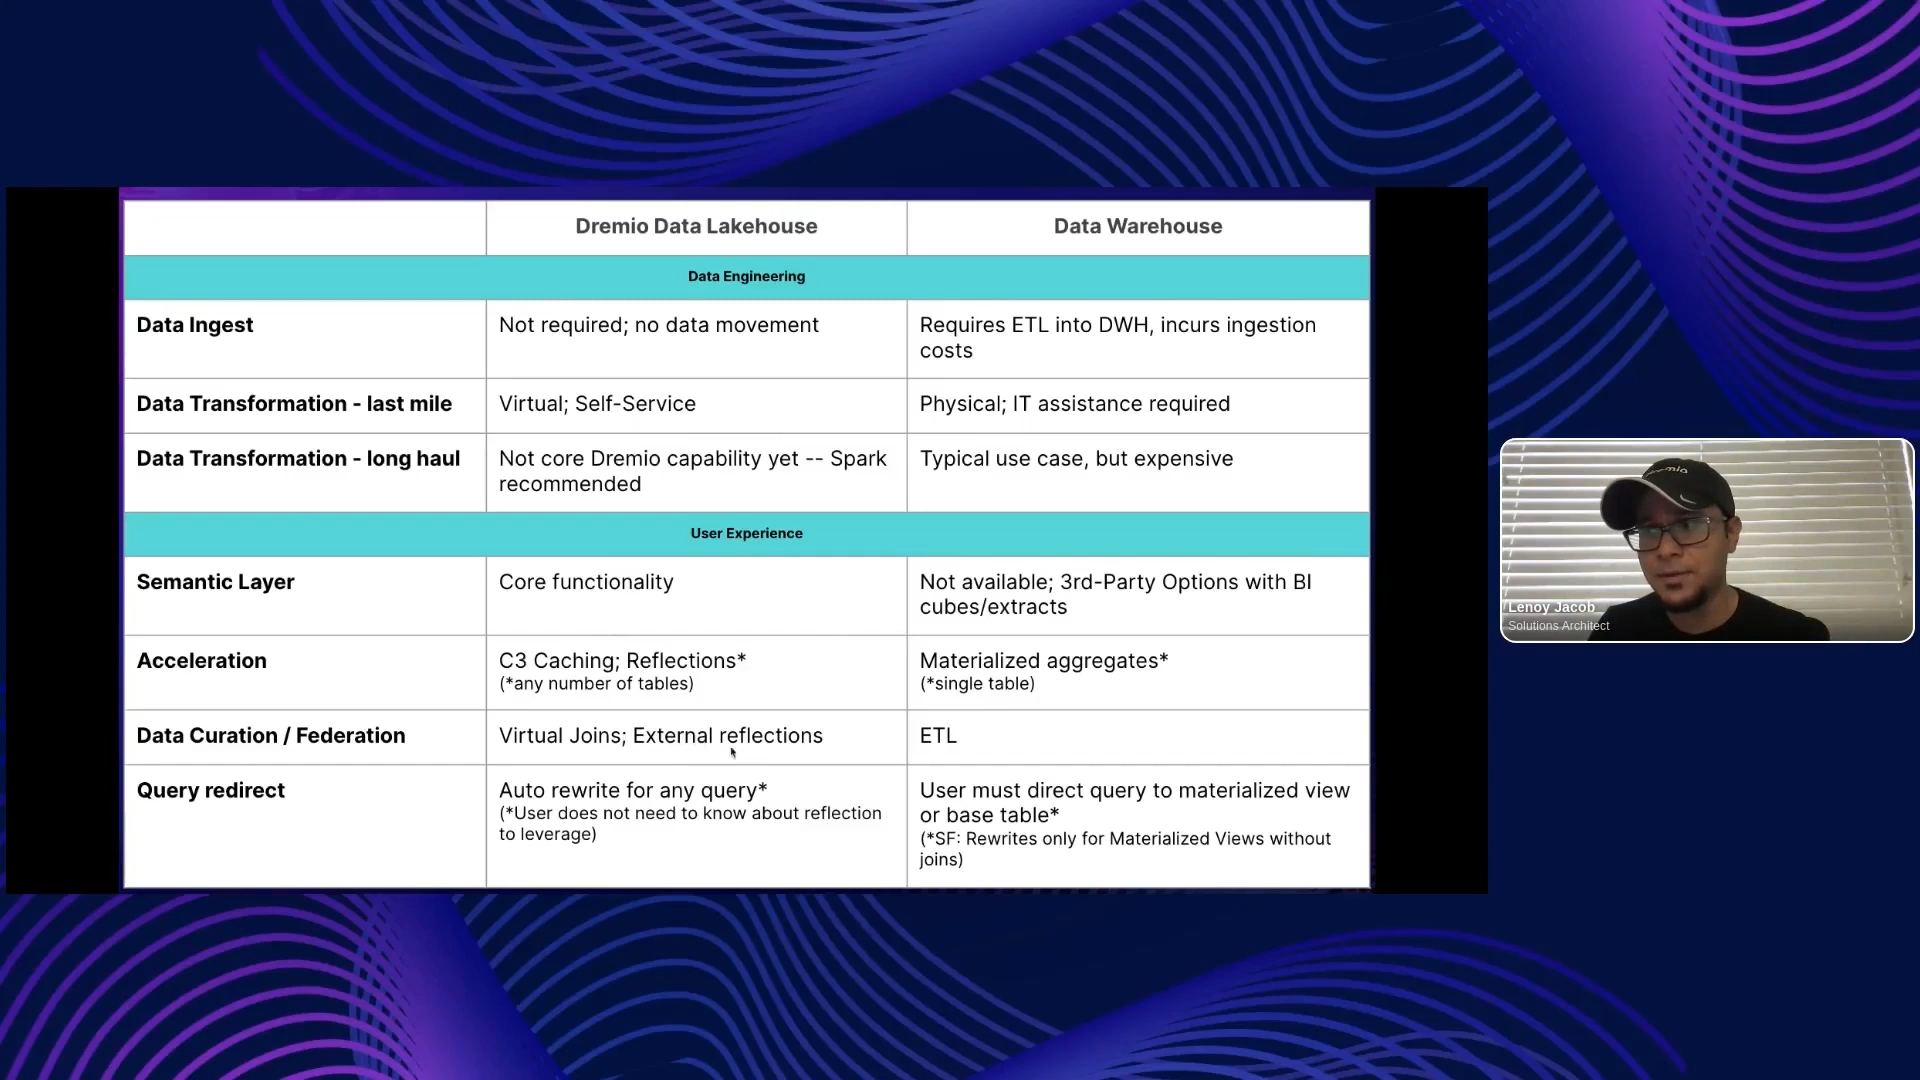 Dremio Data Lakehouse
Data Warehouse
Data Engineering
Data Ingest
Not required; no data movement
Requires ETL into DWH, incurs ingestion
costs
Data Transformation - last mile
Virtual; Self-Service
Physical; IT assistance required
Data Transformation - long haul
Not core Dremio capability yet -- Spark
recommended
Typical use case, but expensive
User Experience
Semantic Layer
Core functionality
Not available; 3rd-Party Options with BI
cubes/extracts
Acceleration
C3 Caching; Reflections*
(*any number of tables)
Materialized aggregates*
(*single table)
Data Curation / Federation
Virtual Joins; External reflections
ETL
Query redirect
Auto rewrite for any query*
(*User does not need to know about reflection
to leverage)
User must direct query to materialized view
or base table*
(*SF: Rewrites only for Materialized Views without
joins)
Lenoy Jacob
Solutions Architect